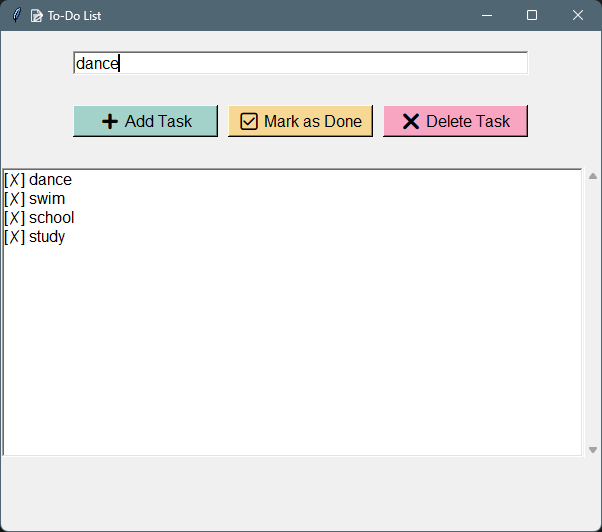 To-Do List
dance
Add Task
Mark as Done
Delete Task
[X] dance
[X] swim
[X] school
[X] study